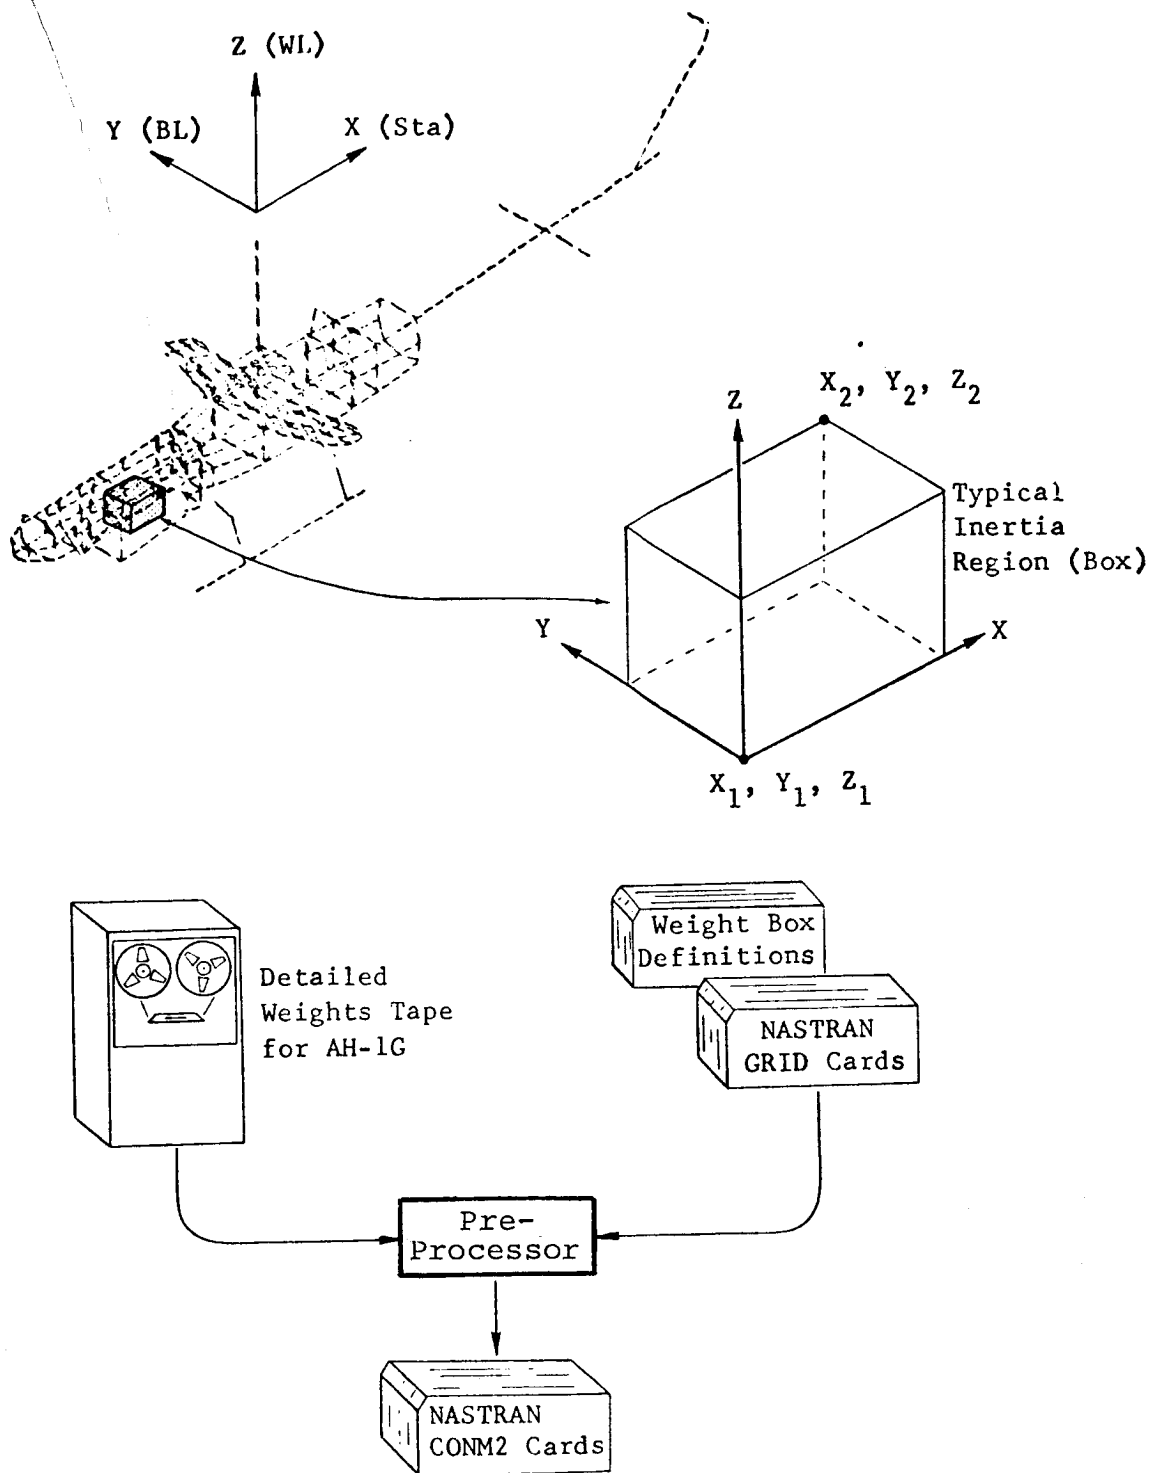 Z (WL)
Y (BL)
X (Sta)
X2, Y2, Z2
Z
Typical
Inertia
Region (Box)
Y
X
X1, Y1, Z1
Weight Box
Definitions
Detailed
Weights Tape
for AH-1G
NASTRAN
GRID Cards
Pre-
Processor
NASTRAN
CONM2 Cards